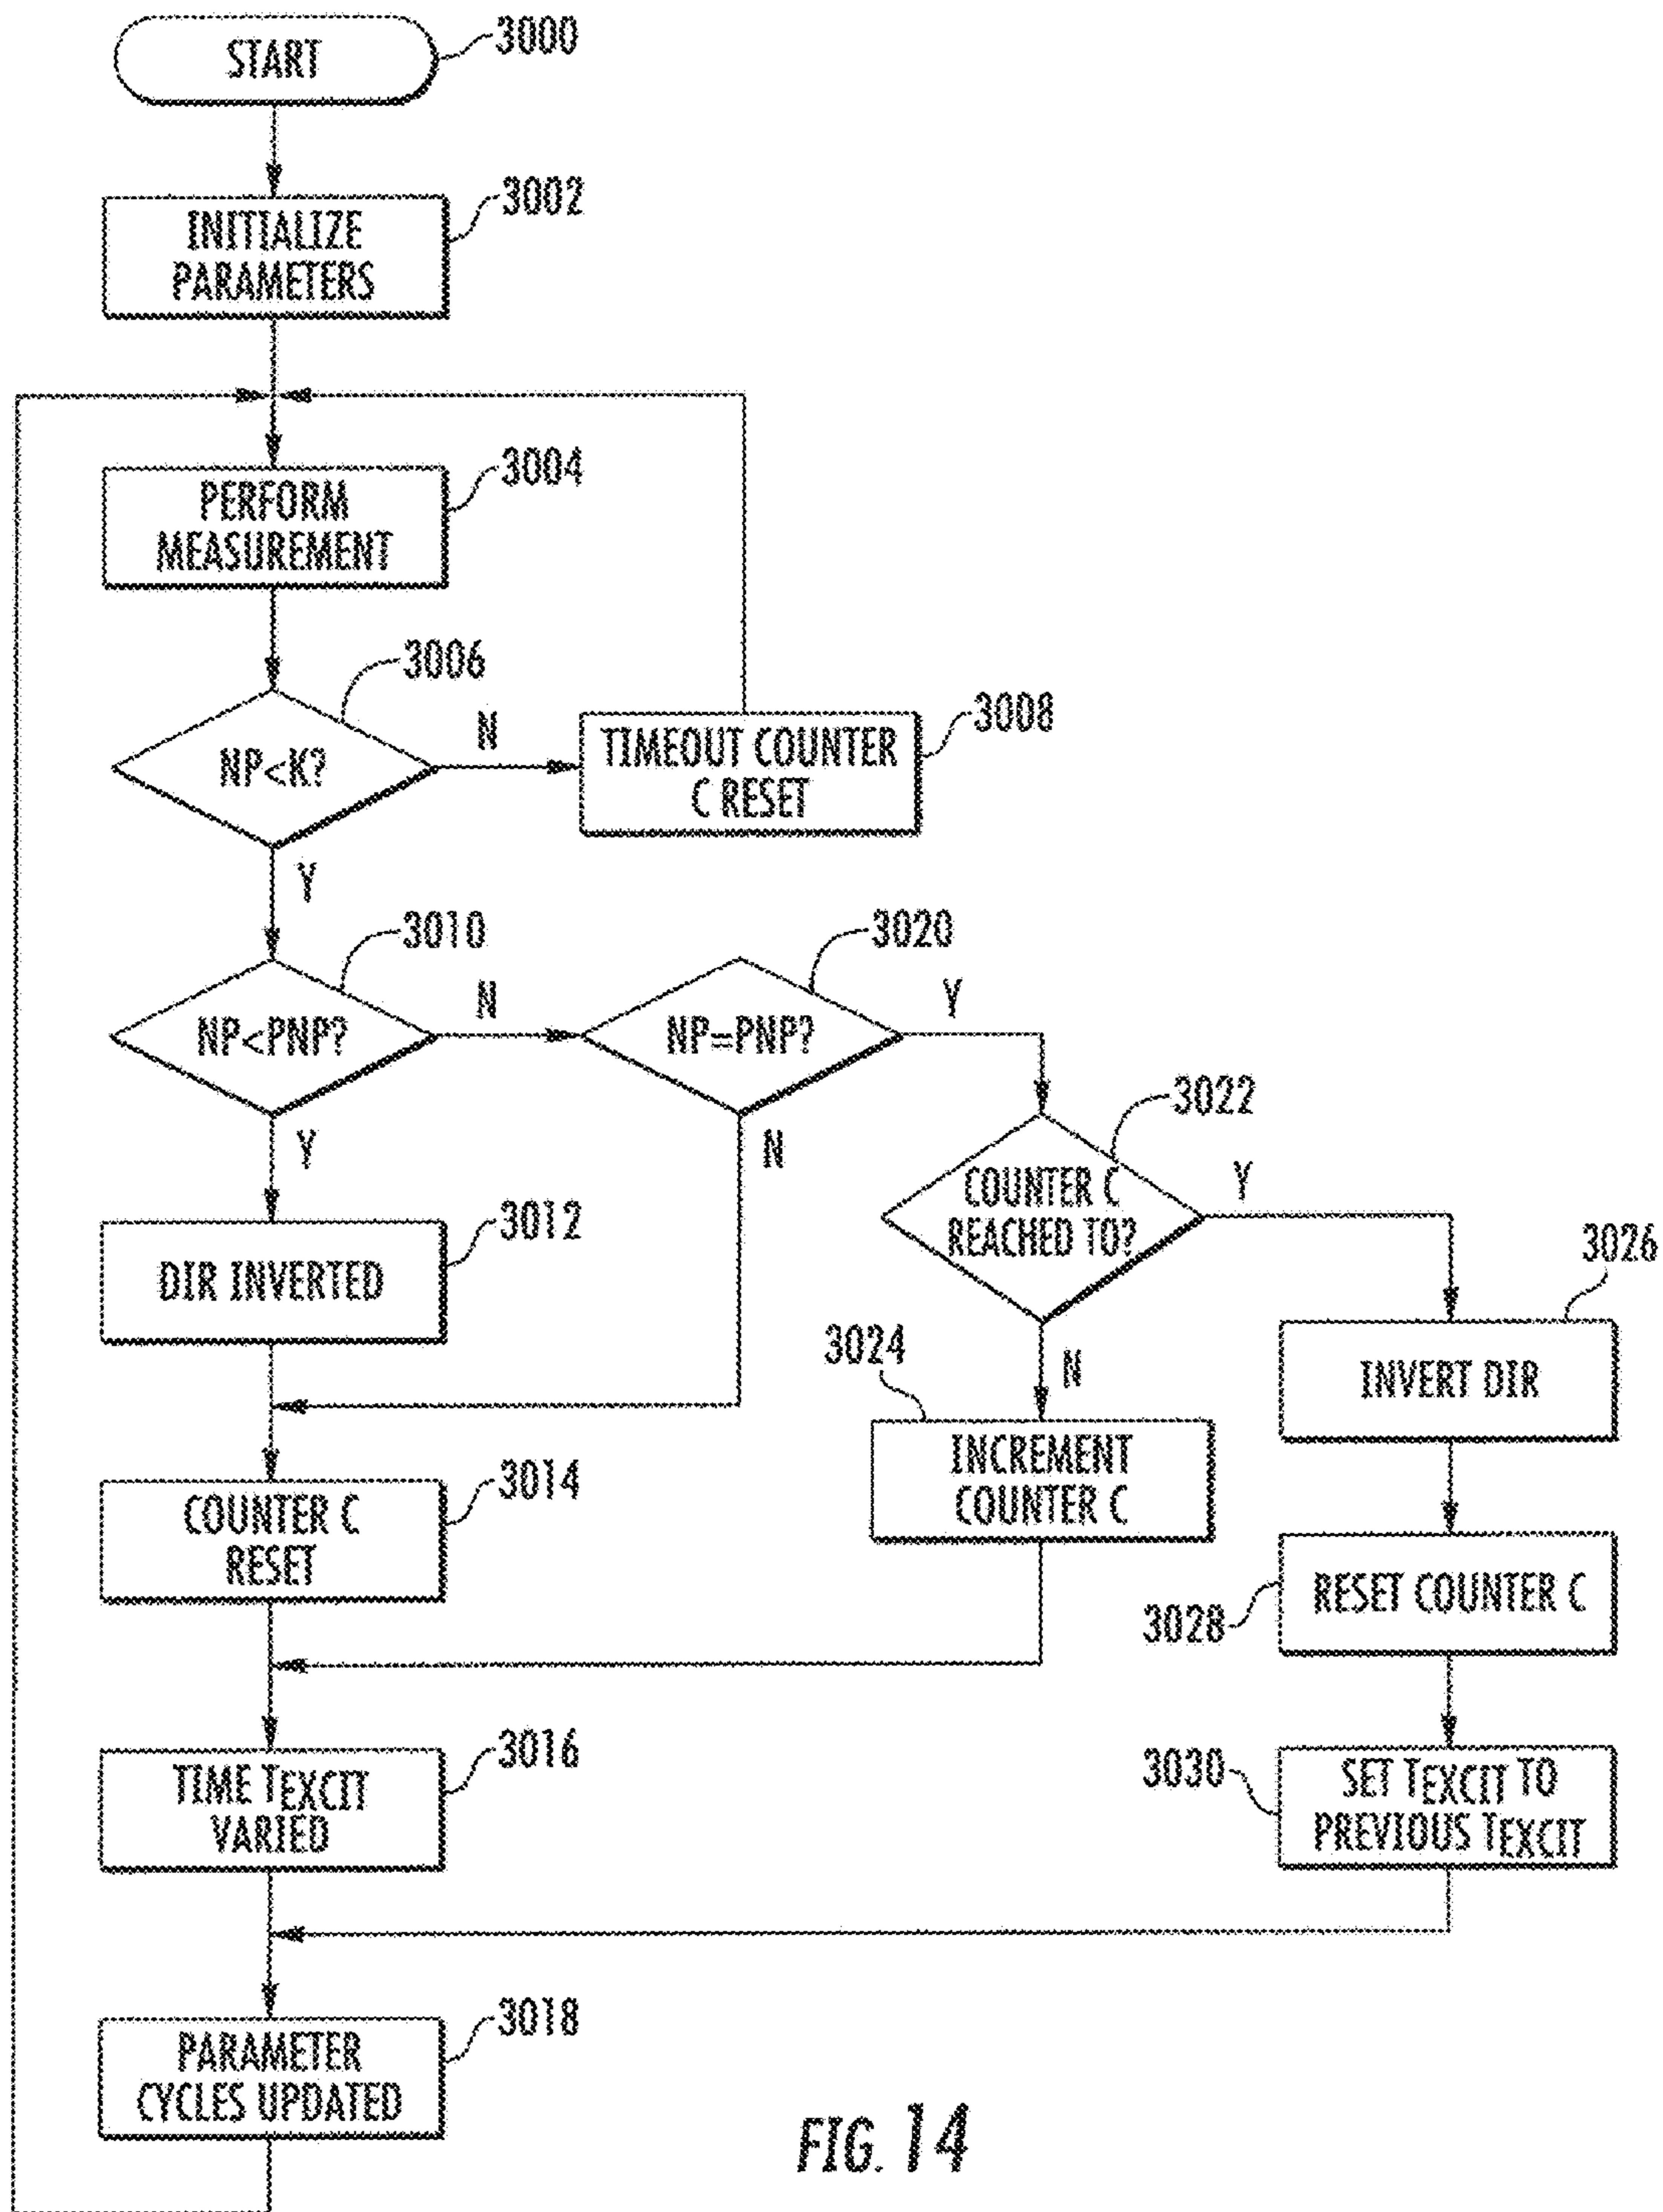 START
3000
INITIALIZE
PARAMETERS
3002
PERFORM
MEASUREMENT
3004
NP<K?
3006
N
Y
TIMEOUT COUNTER
C RESET
3008
NP<PNP?
3010
N
Y
NP=PNP?
3020
Y
N
COUNTER C
REACHED TO?
3022
Y
N
DIR INVERTED
3012
3024
INCREMENT
COUNTER C
3026
INVERT DIR
COUNTER C
RESET
3014
RESET COUNTER C
3028
TIME TEXCIT
VARIED
3016
3030
SET TEXCIT TO
PREVIOUS TEXCIT
PARAMETER
CYCLES UPDATED
3018
FIG. 14